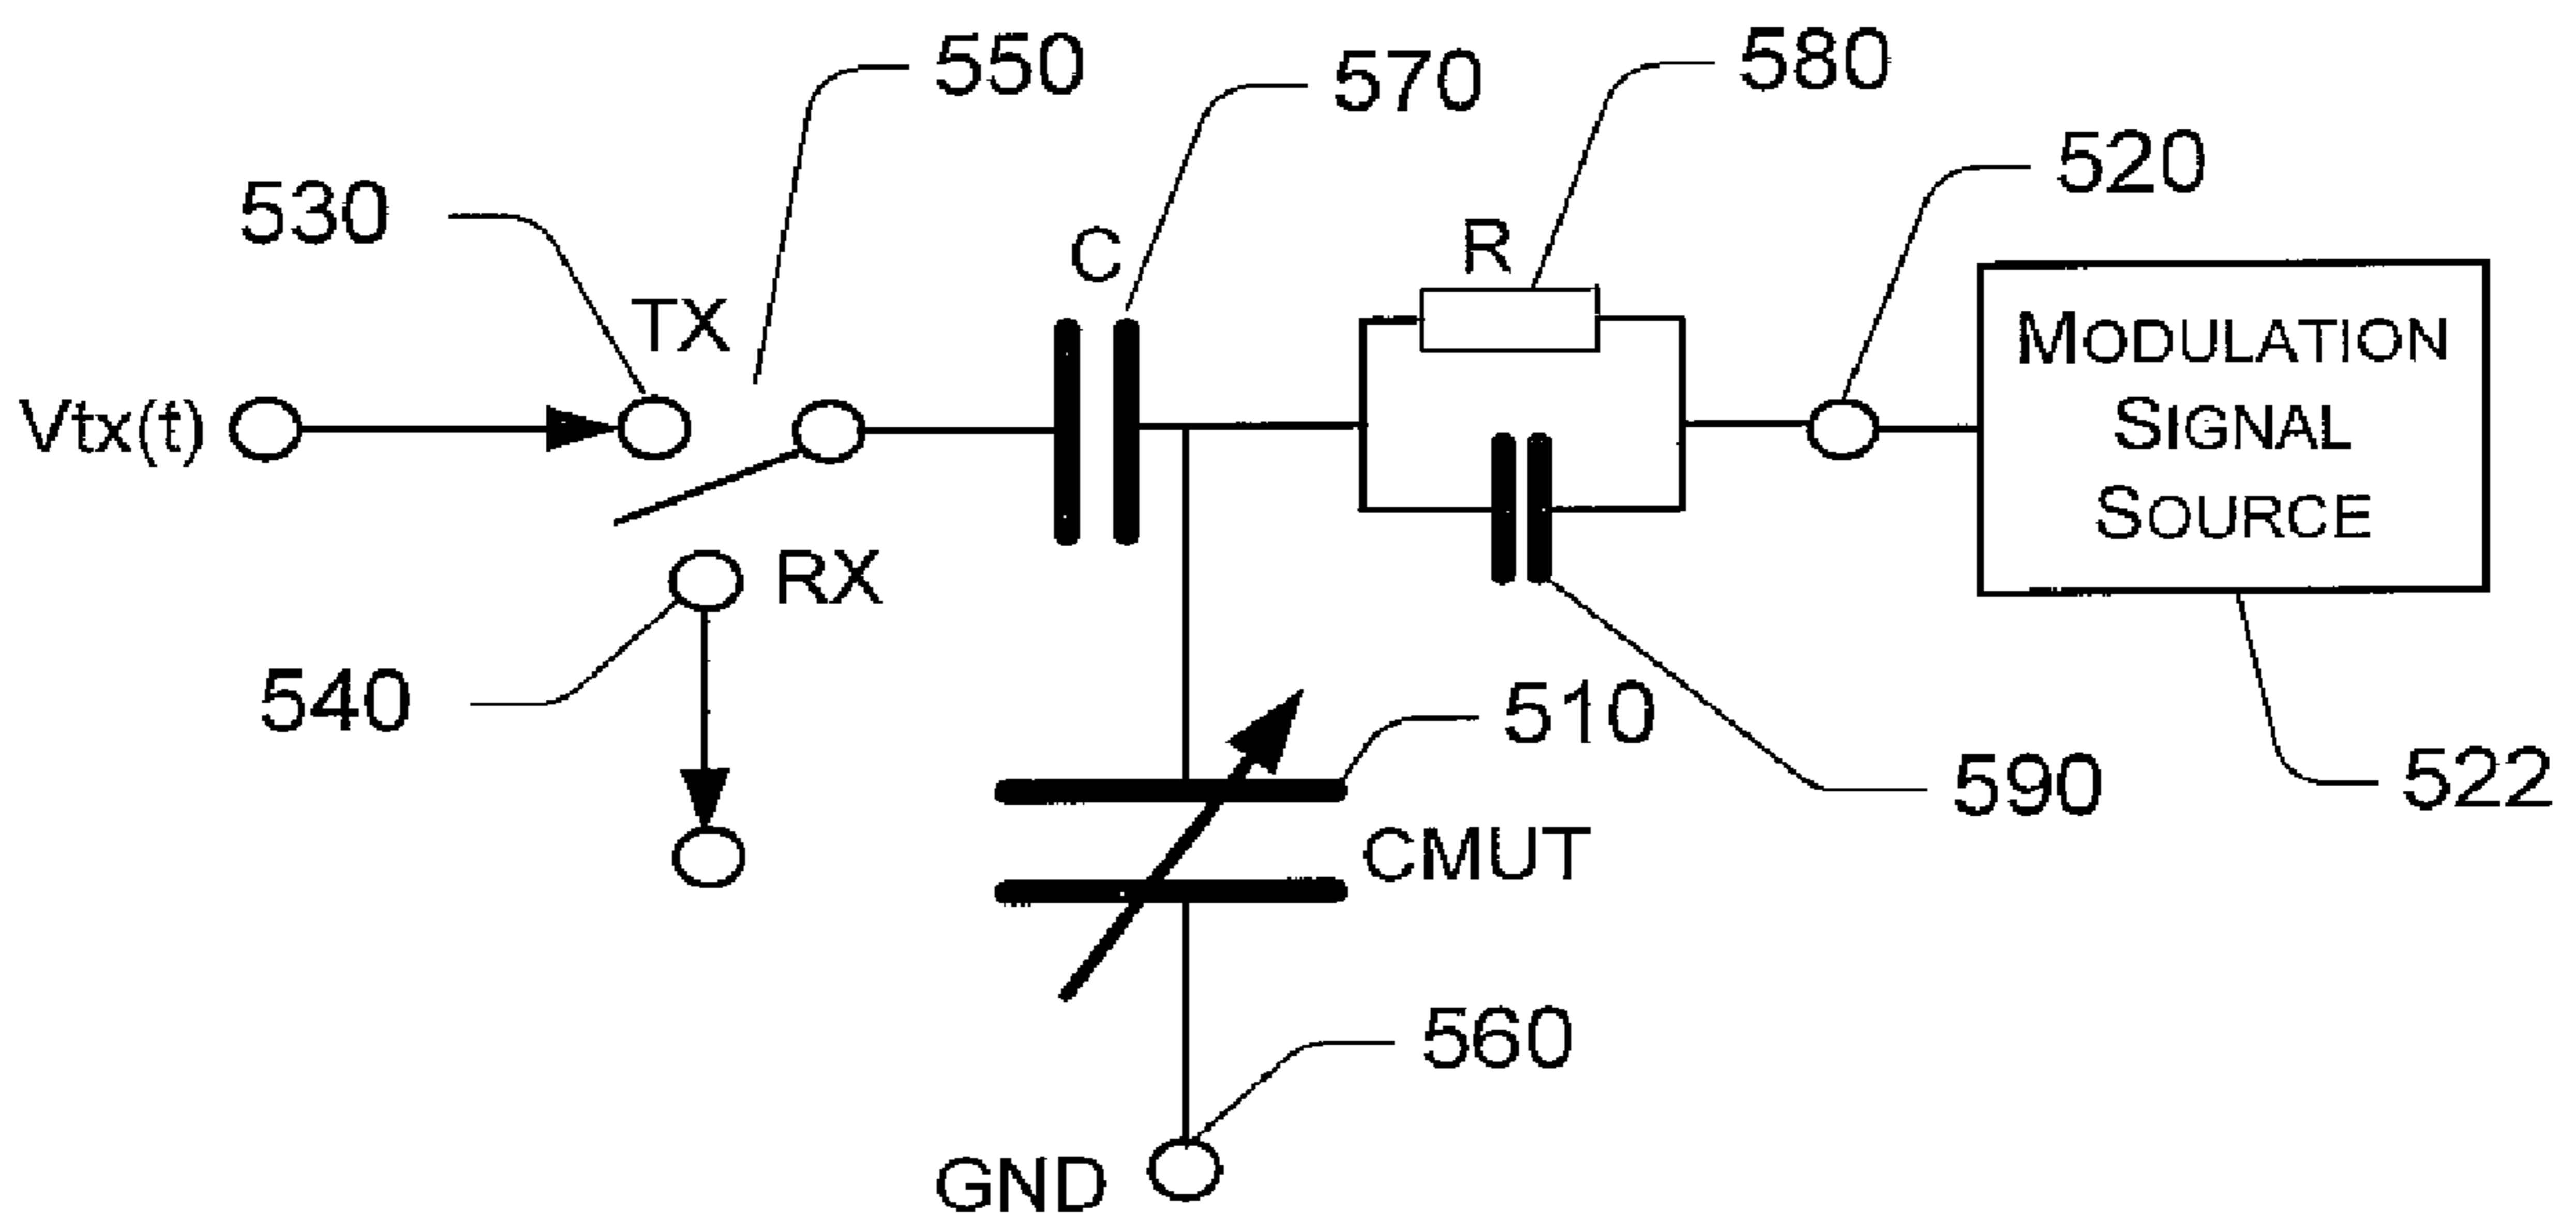 550
570
580
520
530
TX
C
R
Vtx(t)
MODULATION
SIGNAL
SOURCE
RX
540
510
590
522
CMUT
560
GND